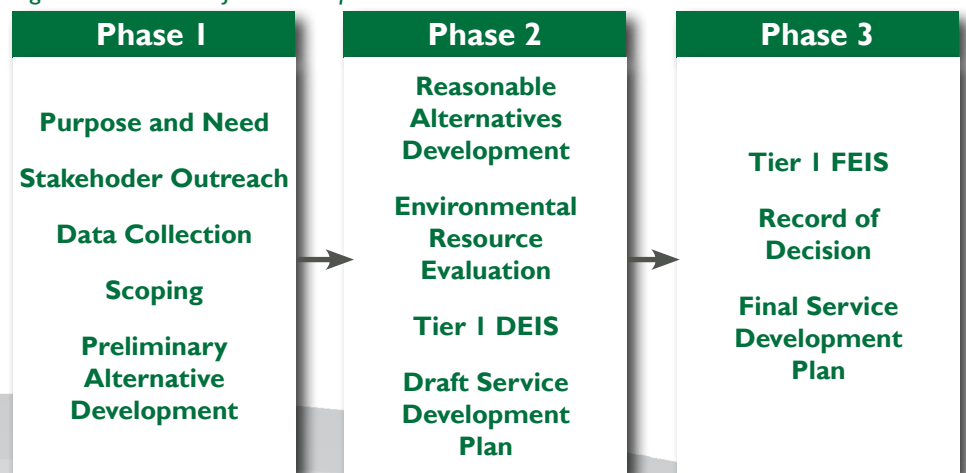 Phase 1
Purpose and Need
Stakehoder Outreach
Data Collection
Scoping
Preliminary
Alternative
Development
Phase 2
Reasonable
Alternatives
Development
Environmental
Resource
Evaluation
Tier 1 DEIS
Draft Service
Development
Plan
Phase 3
Tier 1 FEIS
Record of
Decision
Final Service
Development
Plan